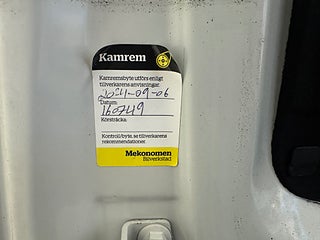 Kamrem
Kamremsbyte utförs enligt
tillverkarens anvisningar.
2021-09-06
Datum:
160749
Körsträcka:
Kontroll/byte, se tillverkarens
rekommendationer.
Mekonomen
Bilverkstad